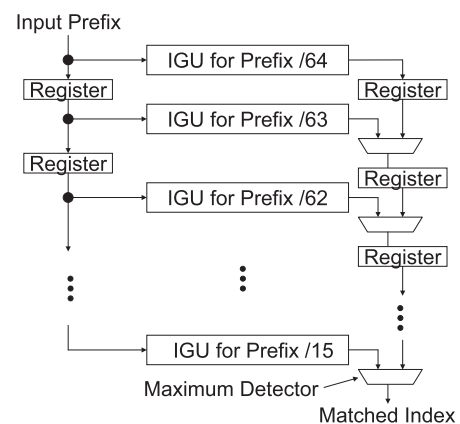 Input Prefix
IGU for Prefix /64
Register
Register
IGU for Prefix /63
Register
Register
IGU for Prefix /62
Register
IGU for Prefix /15
Maximum Detector
Matched Index